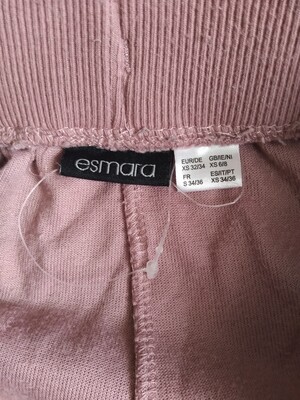 esmara
EUR/DE GB/IE/NI
XS 32/34 XS 6/8
FR ES/IT/PT
S 34/36 XS 34/36